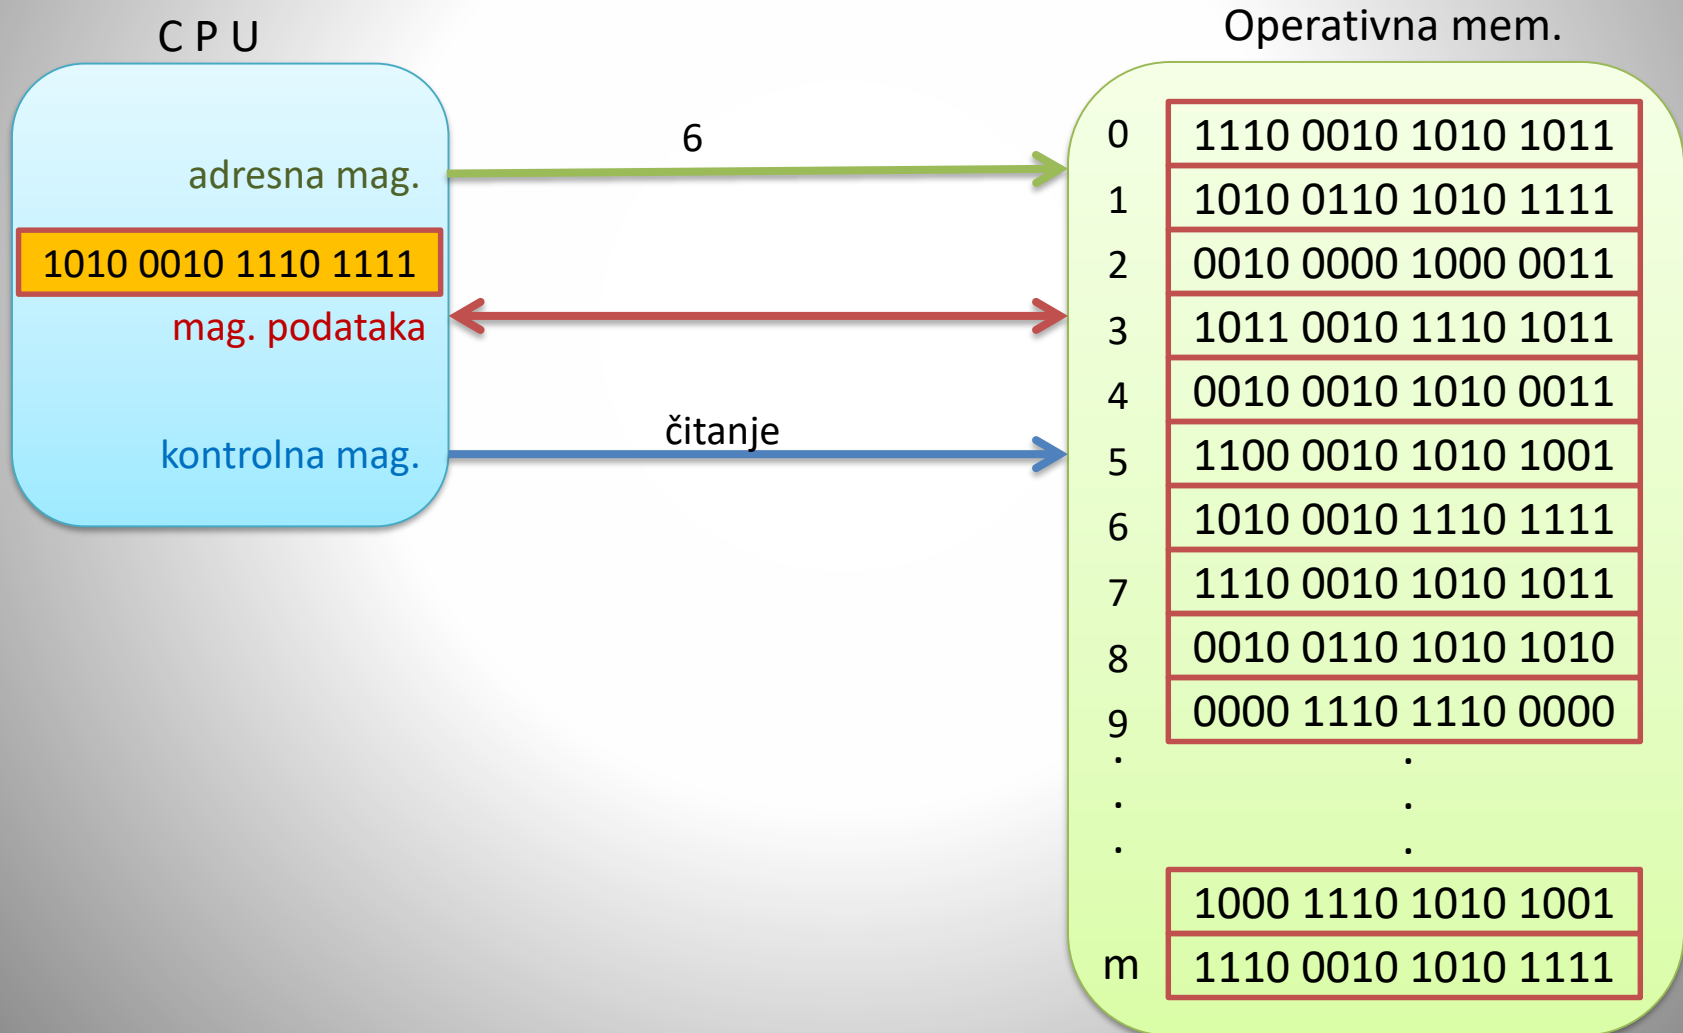 C P U
adresna mag.
1010 0010 1110 1111
mag. podataka
kontrolna mag.
6
čitanje
Operativna mem.
0 1110 0010 1010 1011
1 1010 0110 1010 1111
2 0010 0000 1000 0011
3 1011 0010 1110 1011
4 0010 0010 1010 0011
5 1100 0010 1010 1001
6 1010 0010 1110 1111
7 1110 0010 1010 1011
8 0010 0110 1010 1010
9 0000 1110 1110 0000
. .
. .
. .
1000 1110 1010 1001
m 1110 0010 1010 1111